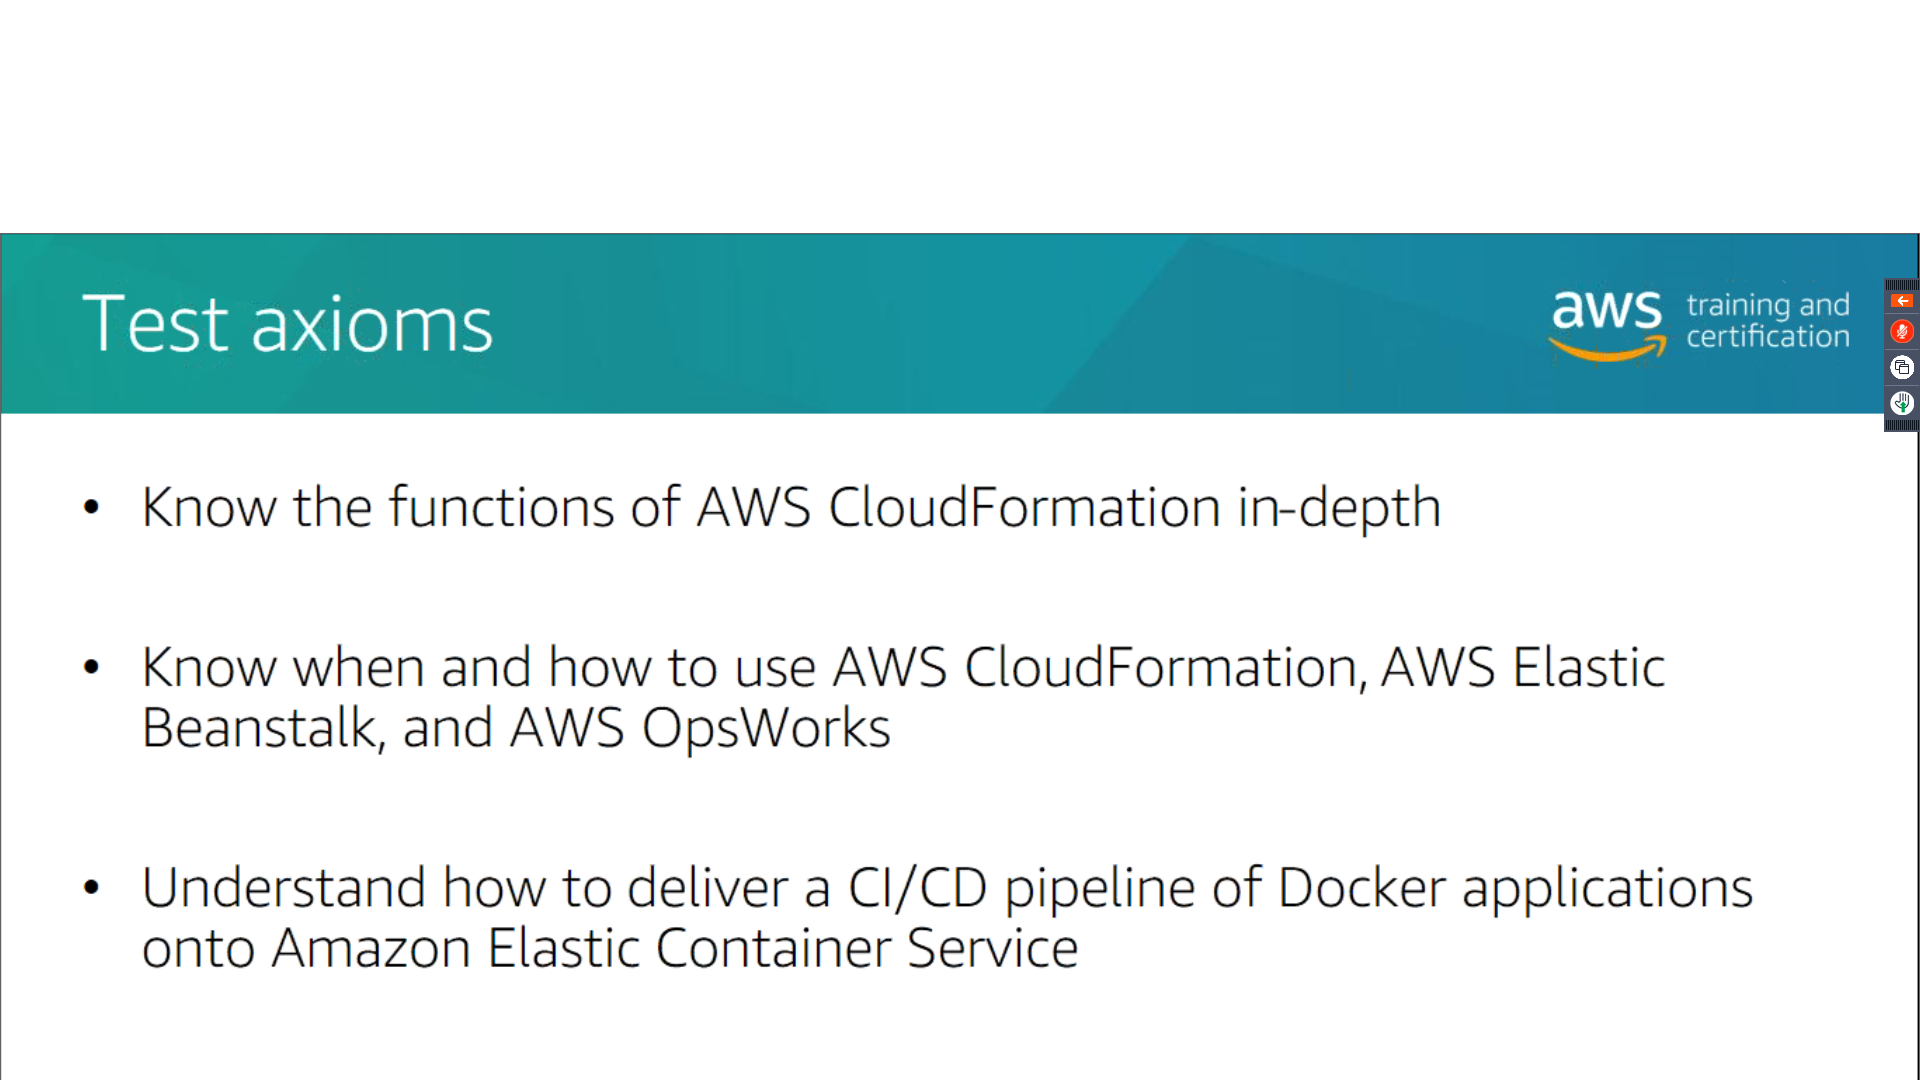 Test axioms
aws training and
certification
• Know the functions of AWS CloudFormation in-depth
• Know when and how to use AWS CloudFormation, AWS Elastic
Beanstalk, and AWS OpsWorks
• Understand how to deliver a CI/CD pipeline of Docker applications
onto Amazon Elastic Container Service